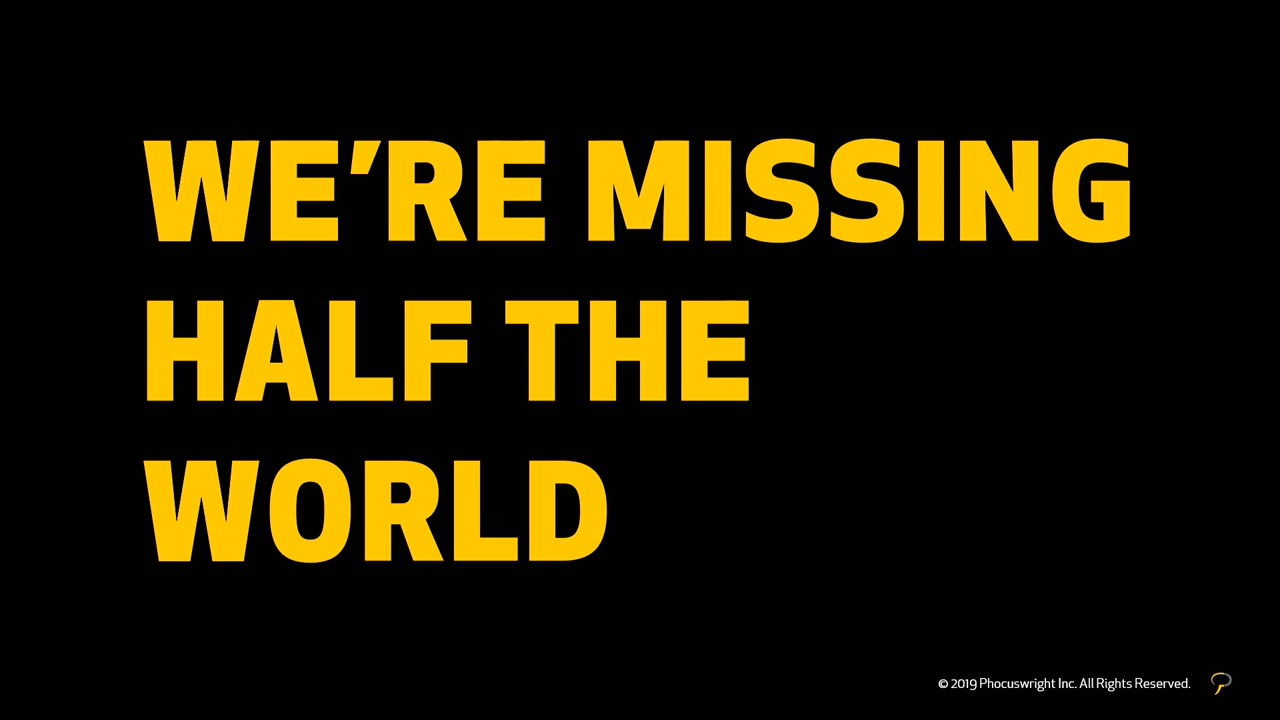 WE’RE MISSING
HALF THE
WORLD
© 2019 Phocuswright Inc. All Rights Reserved.